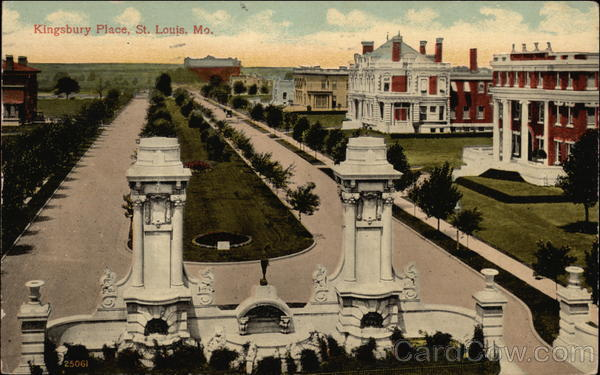 Kingsbury Place, St. Louis, Mo.
25061
CardCow.com